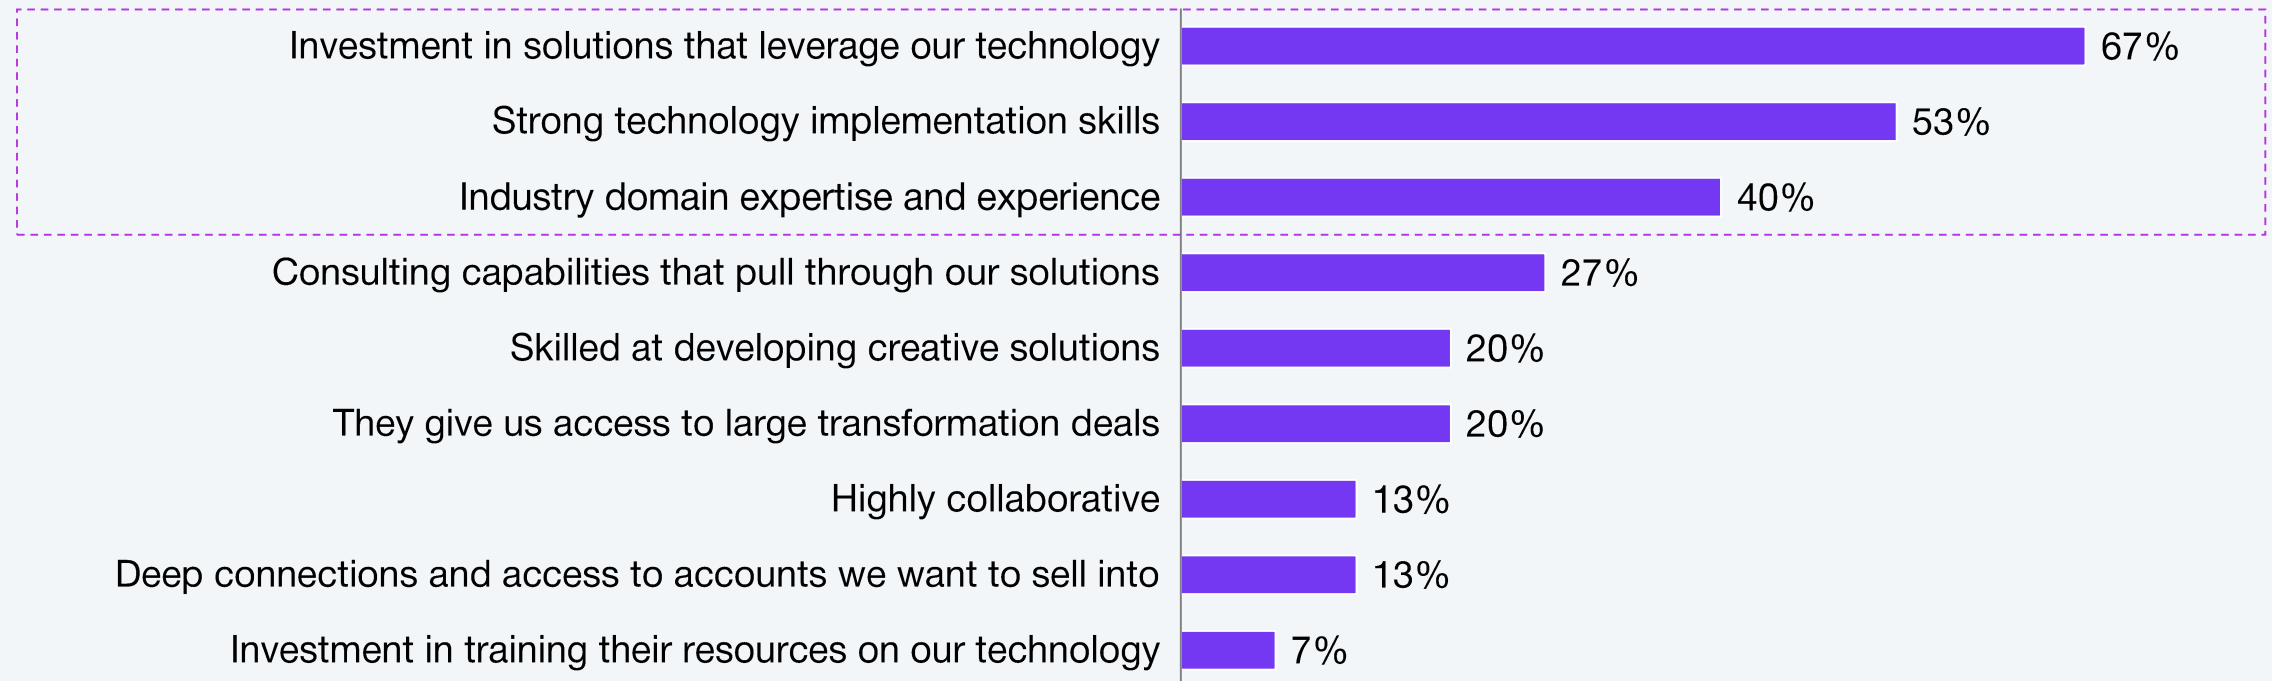 Investment in solutions that leverage our technology 67%
Strong technology implementation skills 53%
Industry domain expertise and experience 40%
Consulting capabilities that pull through our solutions 27%
Skilled at developing creative solutions 20%
They give us access to large transformation deals 20%
Highly collaborative 13%
Deep connections and access to accounts we want to sell into 13%
Investment in training their resources on our technology 7%